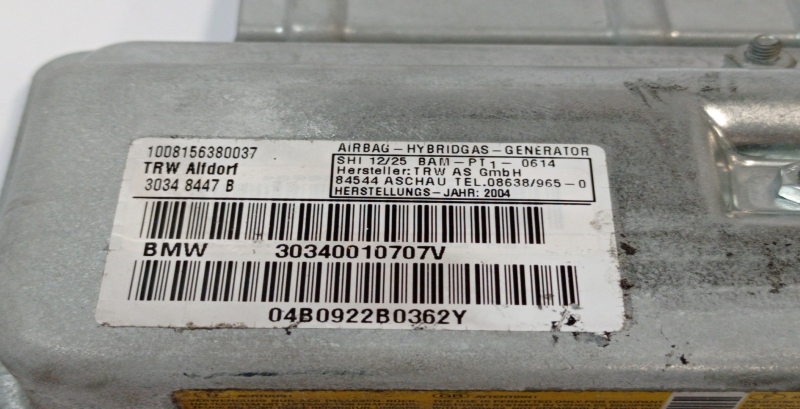 1008156380037
TRW Alfdorf
3034 8447 B
AIRBAG-HYBRIDGAS-GENERATOR
SHI 12/25 BAM-PT1-0614
Hersteller:TRW AS GmbH
84544 ASCHAU TEL.08638/965-0
HERSTELLUNGS-JAHR: 2004
BMW 30340010707V
04B0922B0362Y